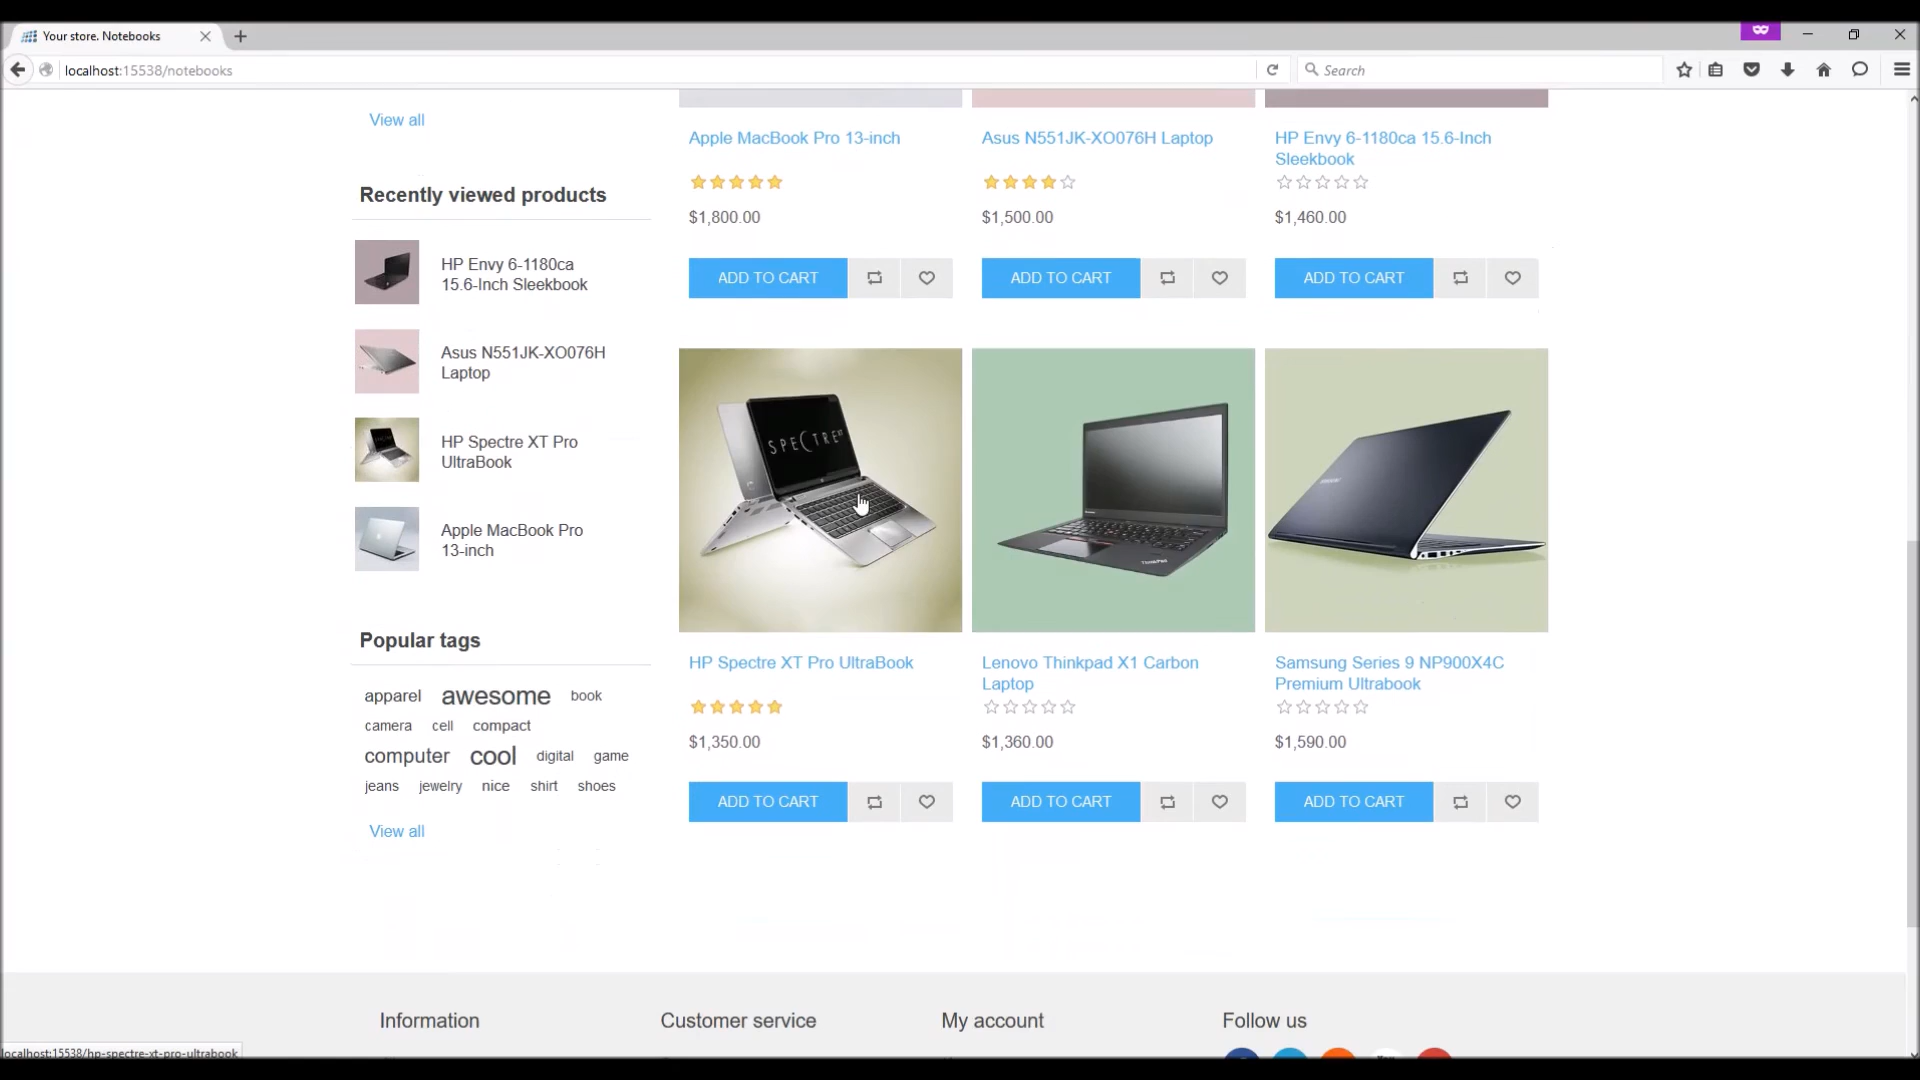 Your store. Notebooks
localhost:15538/notebooks
Search
View all
Recently viewed products
HP Envy 6-1180ca
15.6-Inch Sleekbook
Asus N551JK-XO076H
Laptop
HP Spectre XT Pro
UltraBook
Apple MacBook Pro
13-inch
Popular tags
apparel awesome book
camera cell compact
computer cool digital game
jeans jewelry nice shirt shoes
View all
Apple MacBook Pro 13-inch
$1,800.00
ADD TO CART
Asus N551JK-XO076H Laptop
$1,500.00
ADD TO CART
HP Envy 6-1180ca 15.6-Inch
Sleekbook
$1,460.00
ADD TO CART
SPECTRE XT
HP Spectre XT Pro UltraBook
$1,350.00
ADD TO CART
ThinkPad
Lenovo Thinkpad X1 Carbon
Laptop
$1,360.00
ADD TO CART
SAMSUNG
Samsung Series 9 NP900X4C
Premium Ultrabook
$1,590.00
ADD TO CART
Information
Customer service
My account
Follow us
localhost:15538/hp-spectre-xt-pro-ultrabook